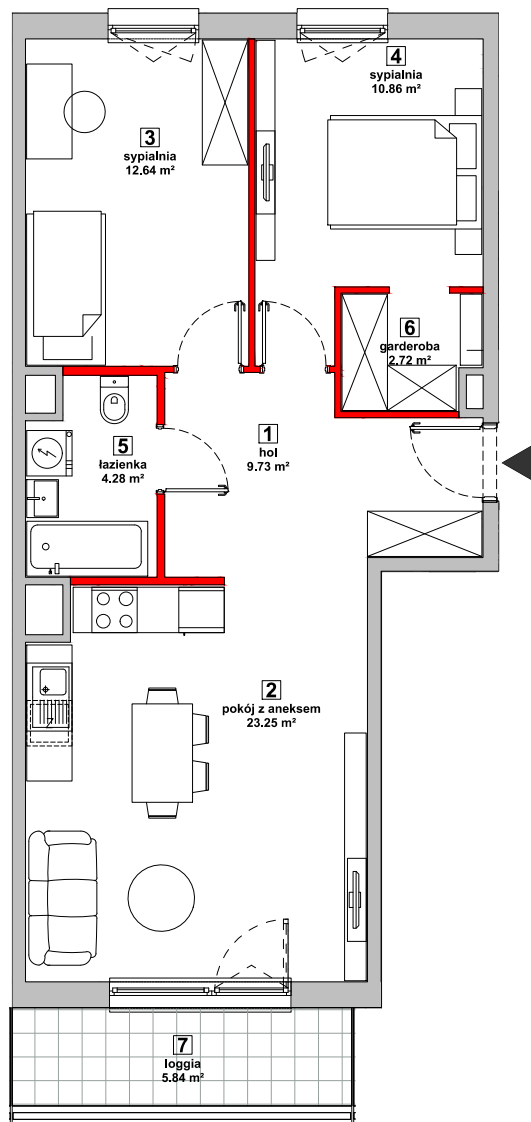 4
sypialnia
10.86 m²
3
sypialnia
12.64 m²
6
garderoba
2.72 m²
1
hol
9.73 m²
5
łazienka
4.28 m²
2
pokój z aneksem
23.25 m²
Z
7
loggia
5.84 m²